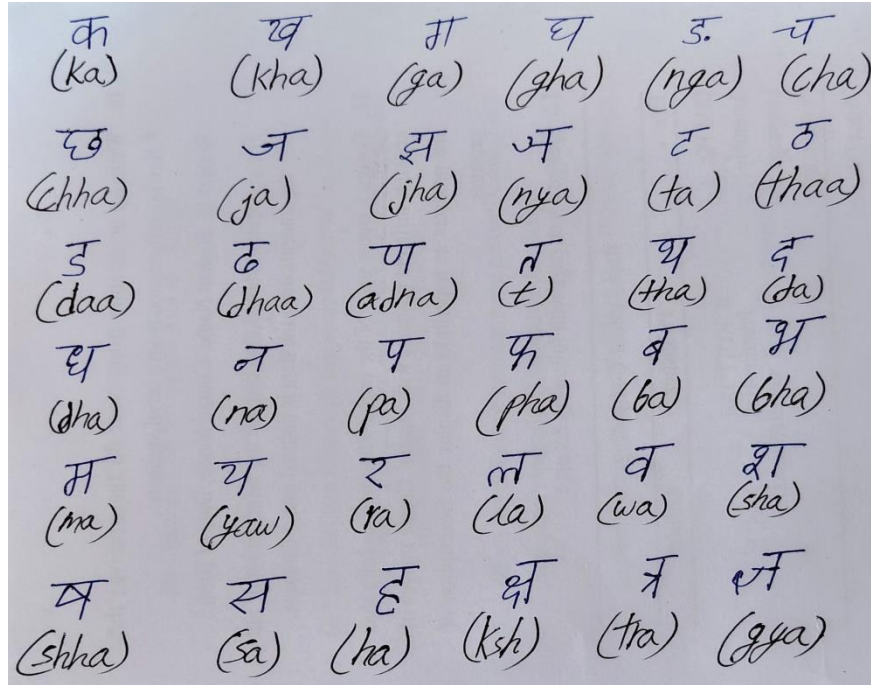 क ख ग घ ङ च
(ka) (kha) (ga) (gha) (nga) (cha)
छ ज झ ञ ट ठ
(chha) (ja) (jha) (nya) (ta) (thaa)
ड ढ ण त थ द
(daa) (dhaa) (adna) (t) (tha) (da)
ध न प फ ब भ
(dha) (na) (pa) (pha) (ba) (bha)
म य र ल व श
(ma) (yaw) (ra) (la) (wa) (sha)
ष स ह क्ष त्र ज्ञ
(shha) (sa) (ha) (ksh) (tra) (gya)